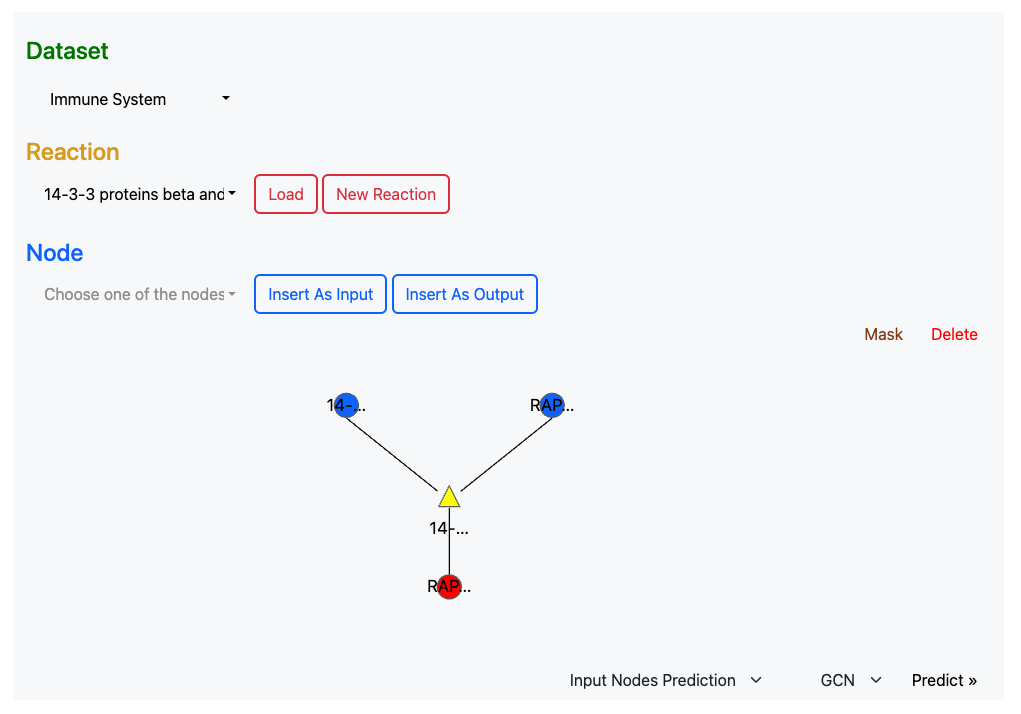 Dataset
Immune System
Reaction
14-3-3 proteins beta and
Load
New Reaction
Node
Choose one of the nodes
Insert As Input
Insert As Output
Mask
Delete
14-...
RAP...
14-...
RAP...
Input Nodes Prediction
GCN
Predict »